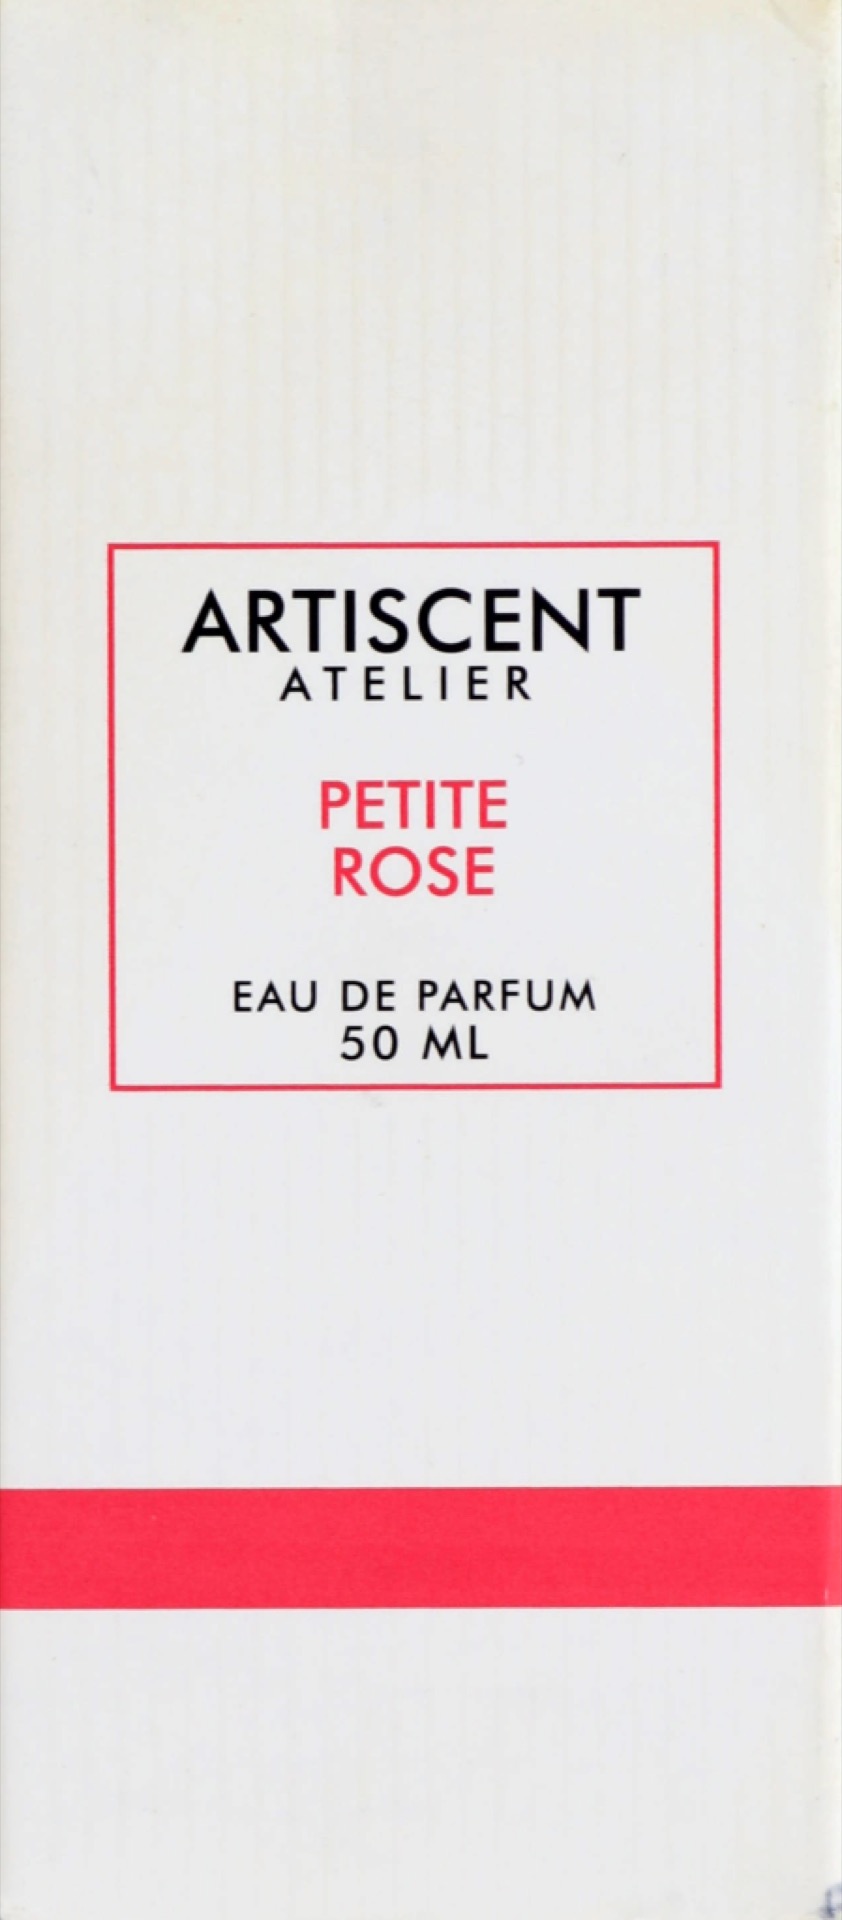 ARTISCENT
ATELIER
PETITE
ROSE
EAU DE PARFUM
50 ML